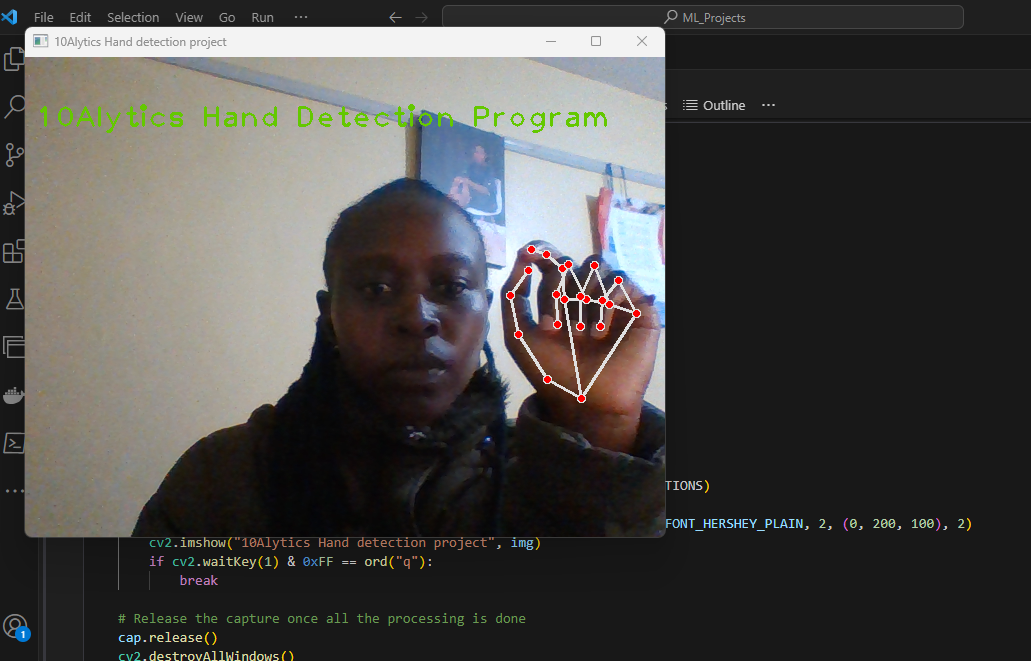 File Edit Selection View Go Run ··· ML_Projects
10Alytics Hand detection project
10Alytics Hand Detection Program
Outline ···
TIONS)
FONT_HERSHEY_PLAIN, 2, (0, 200, 100), 2)
cv2.imshow("10Alytics Hand detection project", img)
if cv2.waitKey(1) & 0xFF == ord("q"):
break
# Release the capture once all the processing is done
cap.release()
1
cv2.destroyAllWindows()